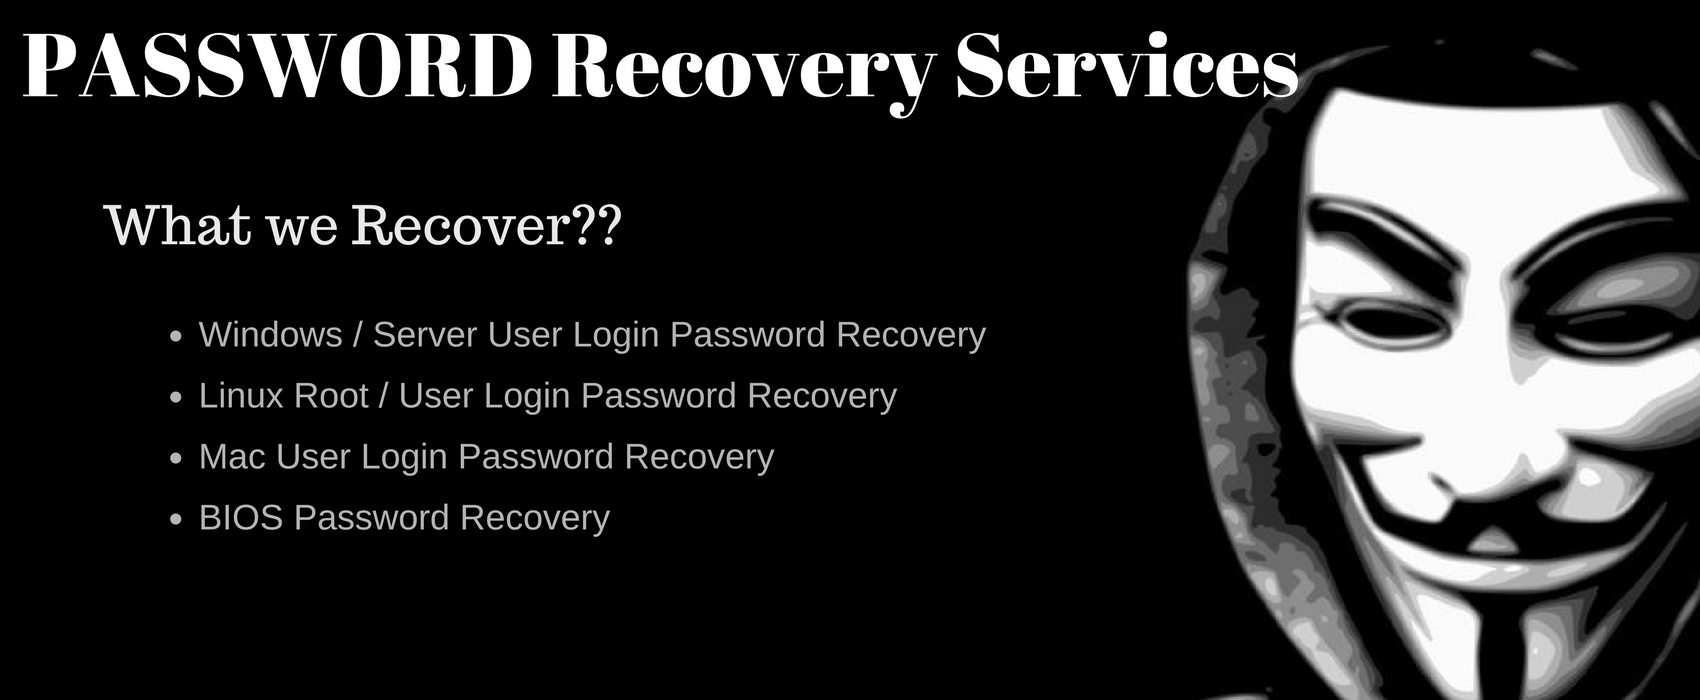 PASSWORD Recovery Services
What we Recover??
• Windows / Server User Login Password Recovery
• Linux Root / User Login Password Recovery
• Mac User Login Password Recovery
• BIOS Password Recovery